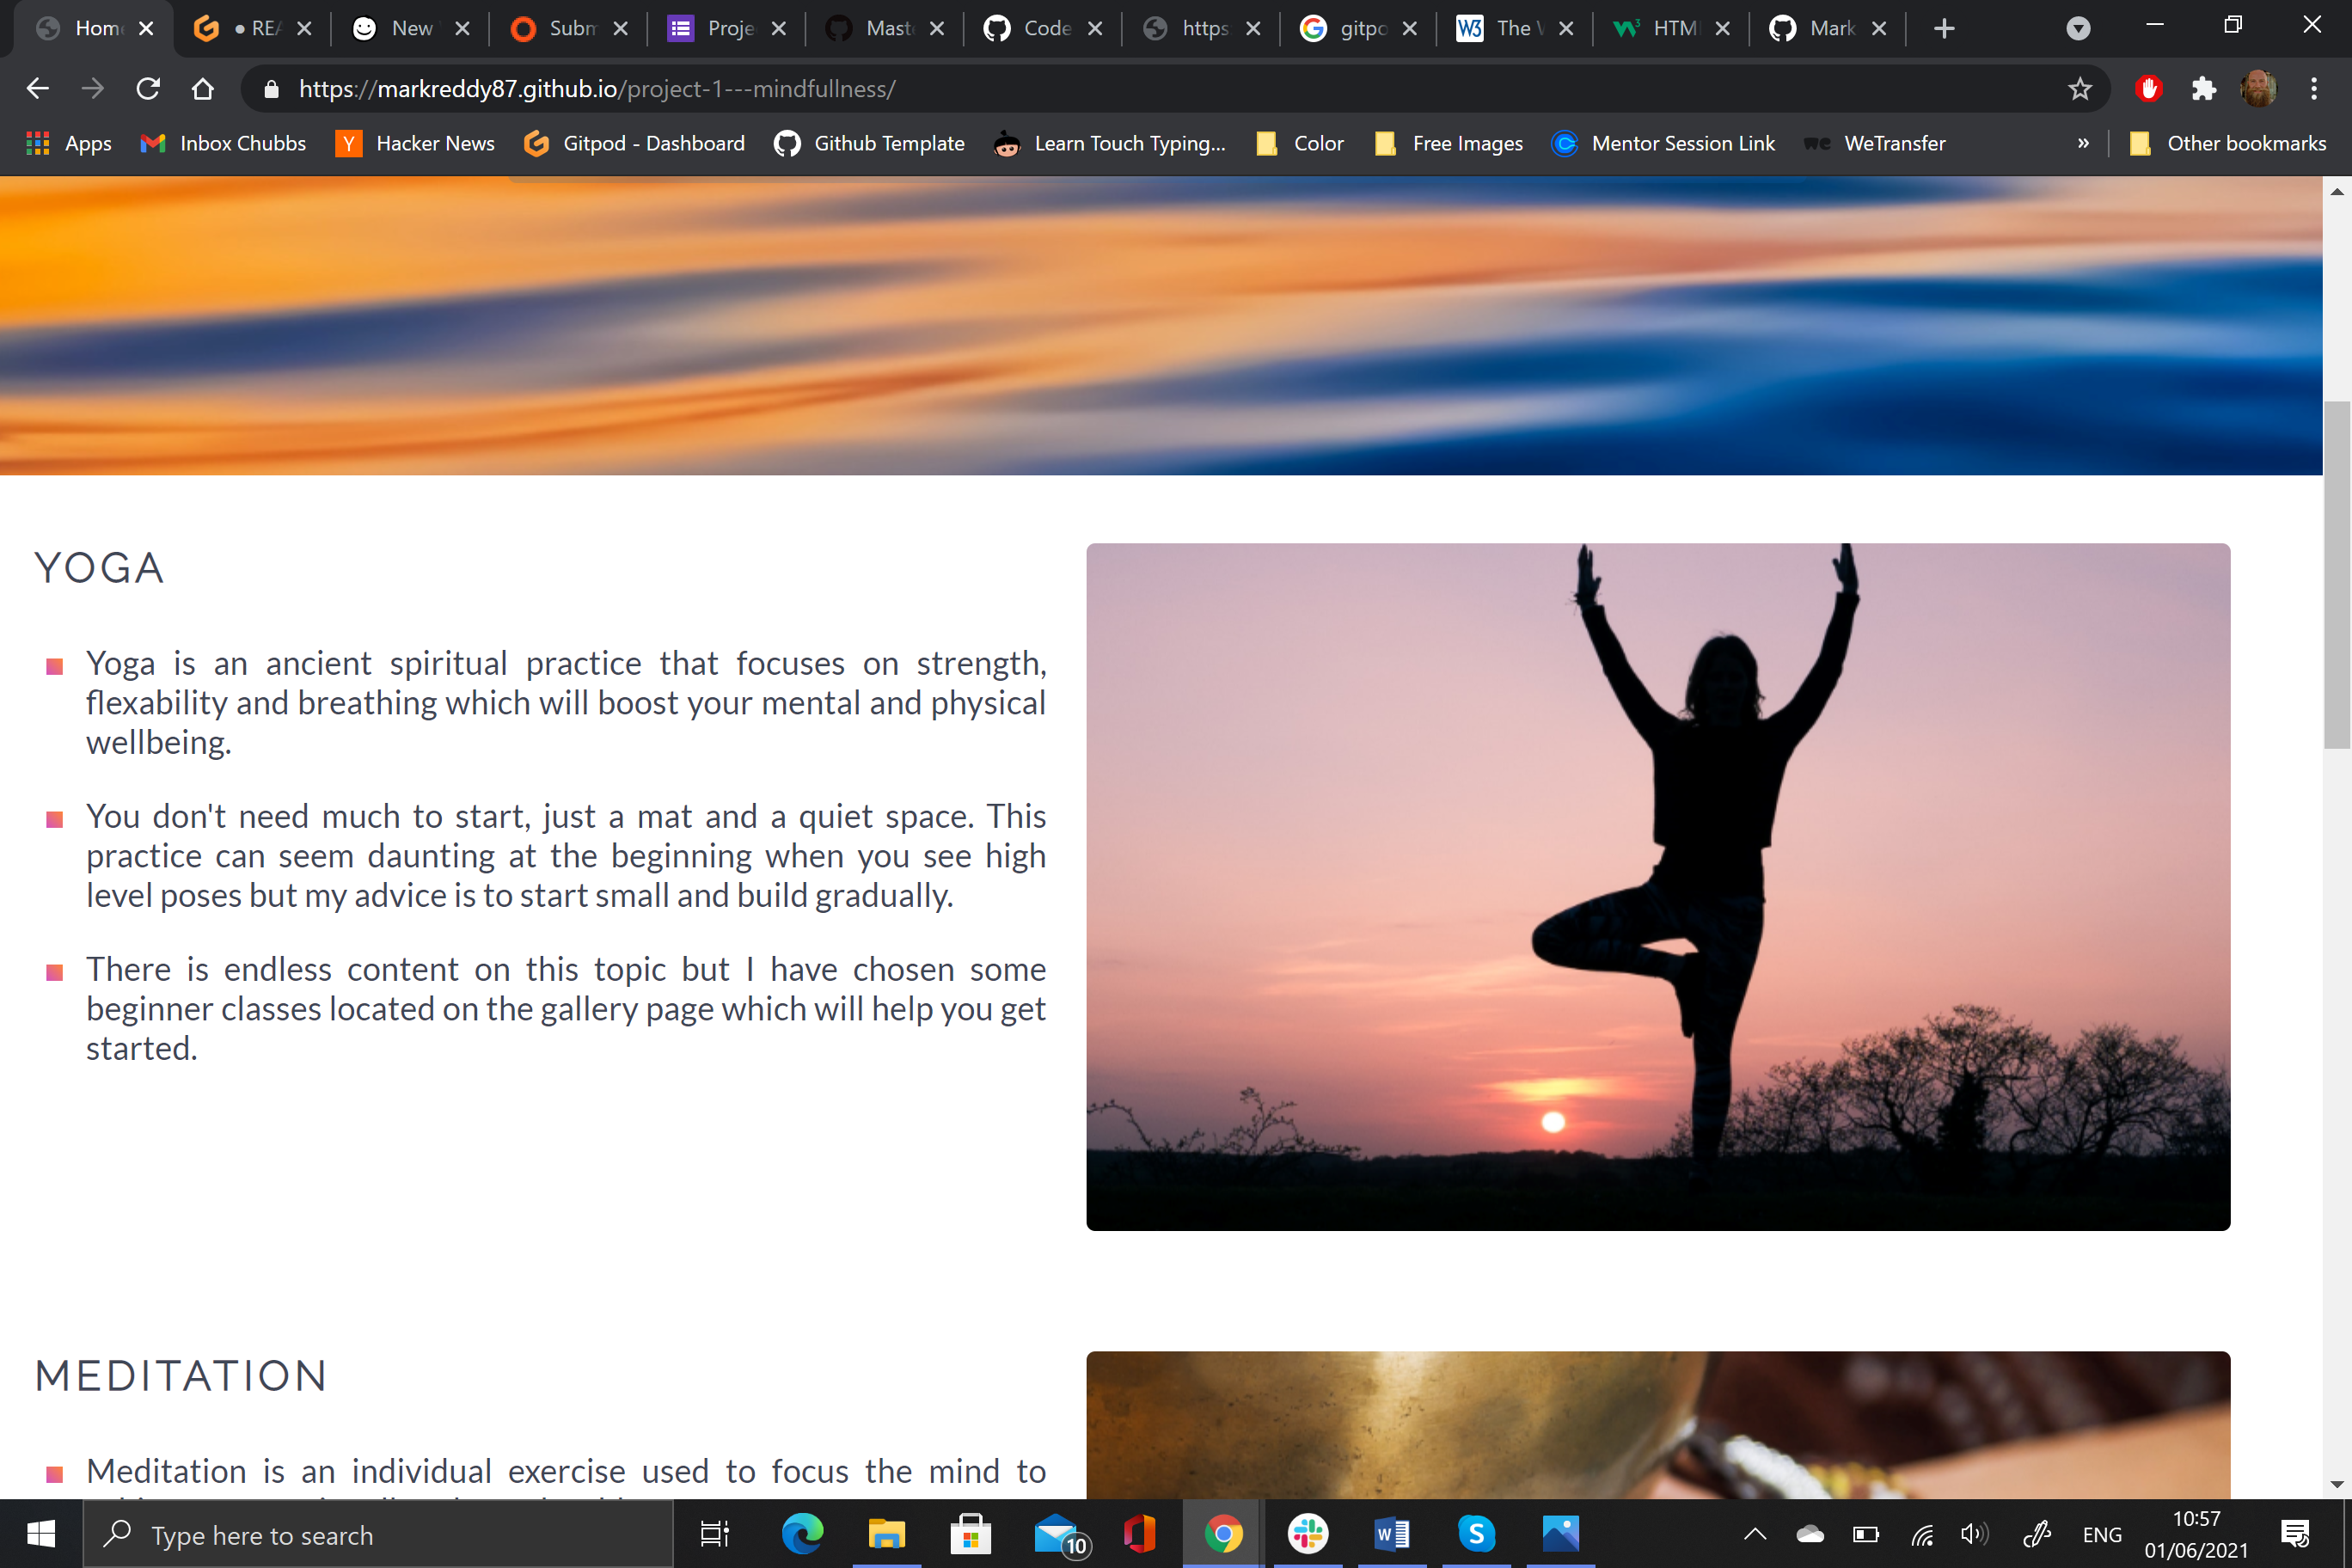 Home
REA
New
Subm
Proje
Maste
Code
https
gitpo
The W
HTML
Mark
https://markreddy87.github.io/project-1---mindfullness/
Apps
Inbox Chubbs
Hacker News
Gitpod - Dashboard
Github Template
Learn Touch Typing...
Color
Free Images
Mentor Session Link
WeTransfer
»
Other bookmarks
YOGA
Yoga is an ancient spiritual practice that focuses on strength,
flexability and breathing which will boost your mental and physical
wellbeing.
You don't need much to start, just a mat and a quiet space. This
practice can seem daunting at the beginning when you see high
level poses but my advice is to start small and build gradually.
There is endless content on this topic but I have chosen some
beginner classes located on the gallery page which will help you get
started.
MEDITATION
Meditation is an individual exercise used to focus the mind to
Type here to search
10
ENG
10:57
01/06/2021